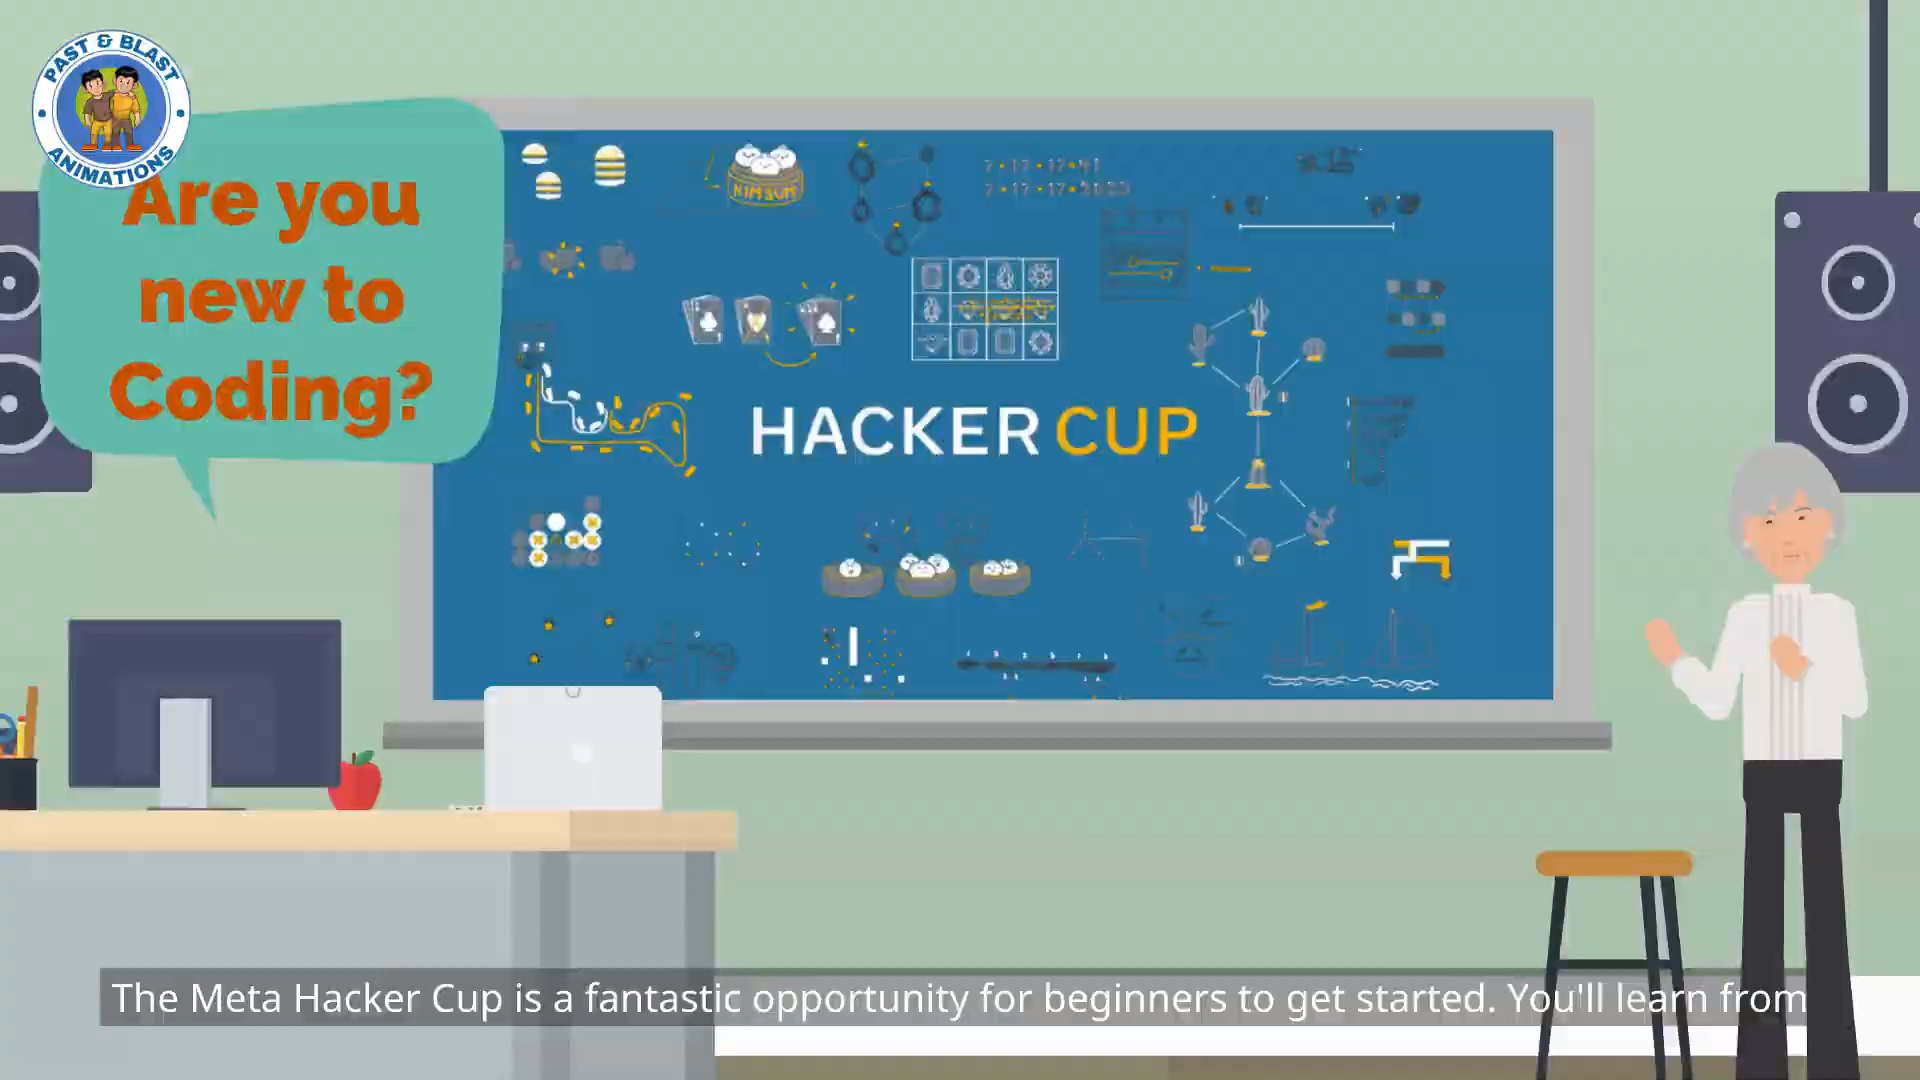 PAST & BLAST
ANIMATIONS
Are you
new to
Coding?
HACKER CUP
The Meta Hacker Cup is a fantastic opportunity for beginners to get started. You'll learn from